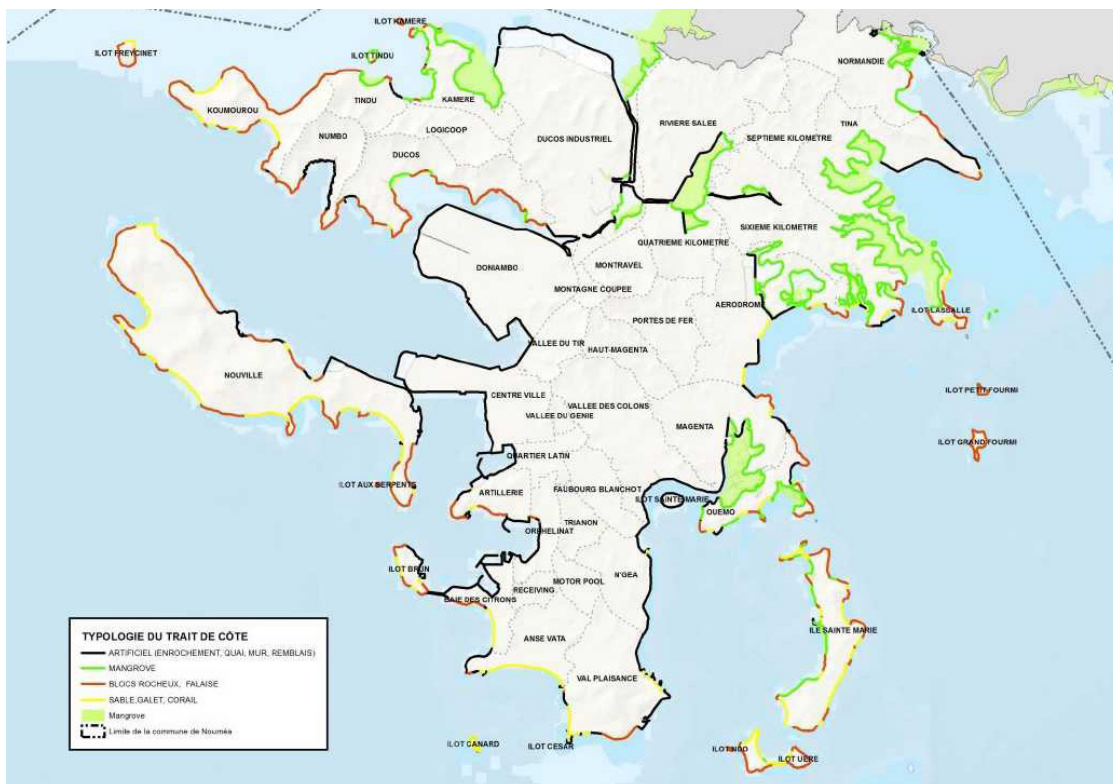 ILOT KAMERE
ILOT FREYCINET
ILOT TINDU
NORMANDIE
KOUMOUROU
TINDU
KAMERE
NUMBO
LOGICOOP
DUCOS INDUSTRIEL
RIVIERE SALEE
TINA
SEPTIEME KILOMETRE
DUCOS
SIXIEME KILOMETRE
QUATRIEME KILOMETRE
DONIAMBO
MONTRAVEL
MONTAGNE COUPEE
AERODROME
ILOT LASSALLE
PORTES DE FER
VALLEE DU TIR
HAUT-MAGENTA
NOUVILLE
ILOT PETIT FOURMI
CENTRE VILLE
VALLEE DES COLONS
VALLEE DU GENIE
MAGENTA
ILOT GRAND FOURMI
QUARTIER LATIN
ILOT AUX SERPENTS
ARTILLERIE
FAUBOURG BLANCHOT
ILOT SAINTE MARIE
OUEMO
ORPHELINAT
TRIANON
ILOT BRUN
RECEIVING
MOTOR POOL
N'GEA
BAIE DES CITRONS
ILE SAINTE MARIE
ANSE VATA
VAL PLAISANCE
ILOT CANARD
ILOT CESAR
ILOT NDO
ILOT UERE
TYPOLOGIE DU TRAIT DE CÔTE
ARTIFICIEL (ENROCHEMENT, QUAI, MUR, REMBLAIS)
MANGROVE
BLOCS ROCHEUX, FALAISE
SABLE,GALET, CORAIL
Mangrove
Limite de la commune de Nouméa